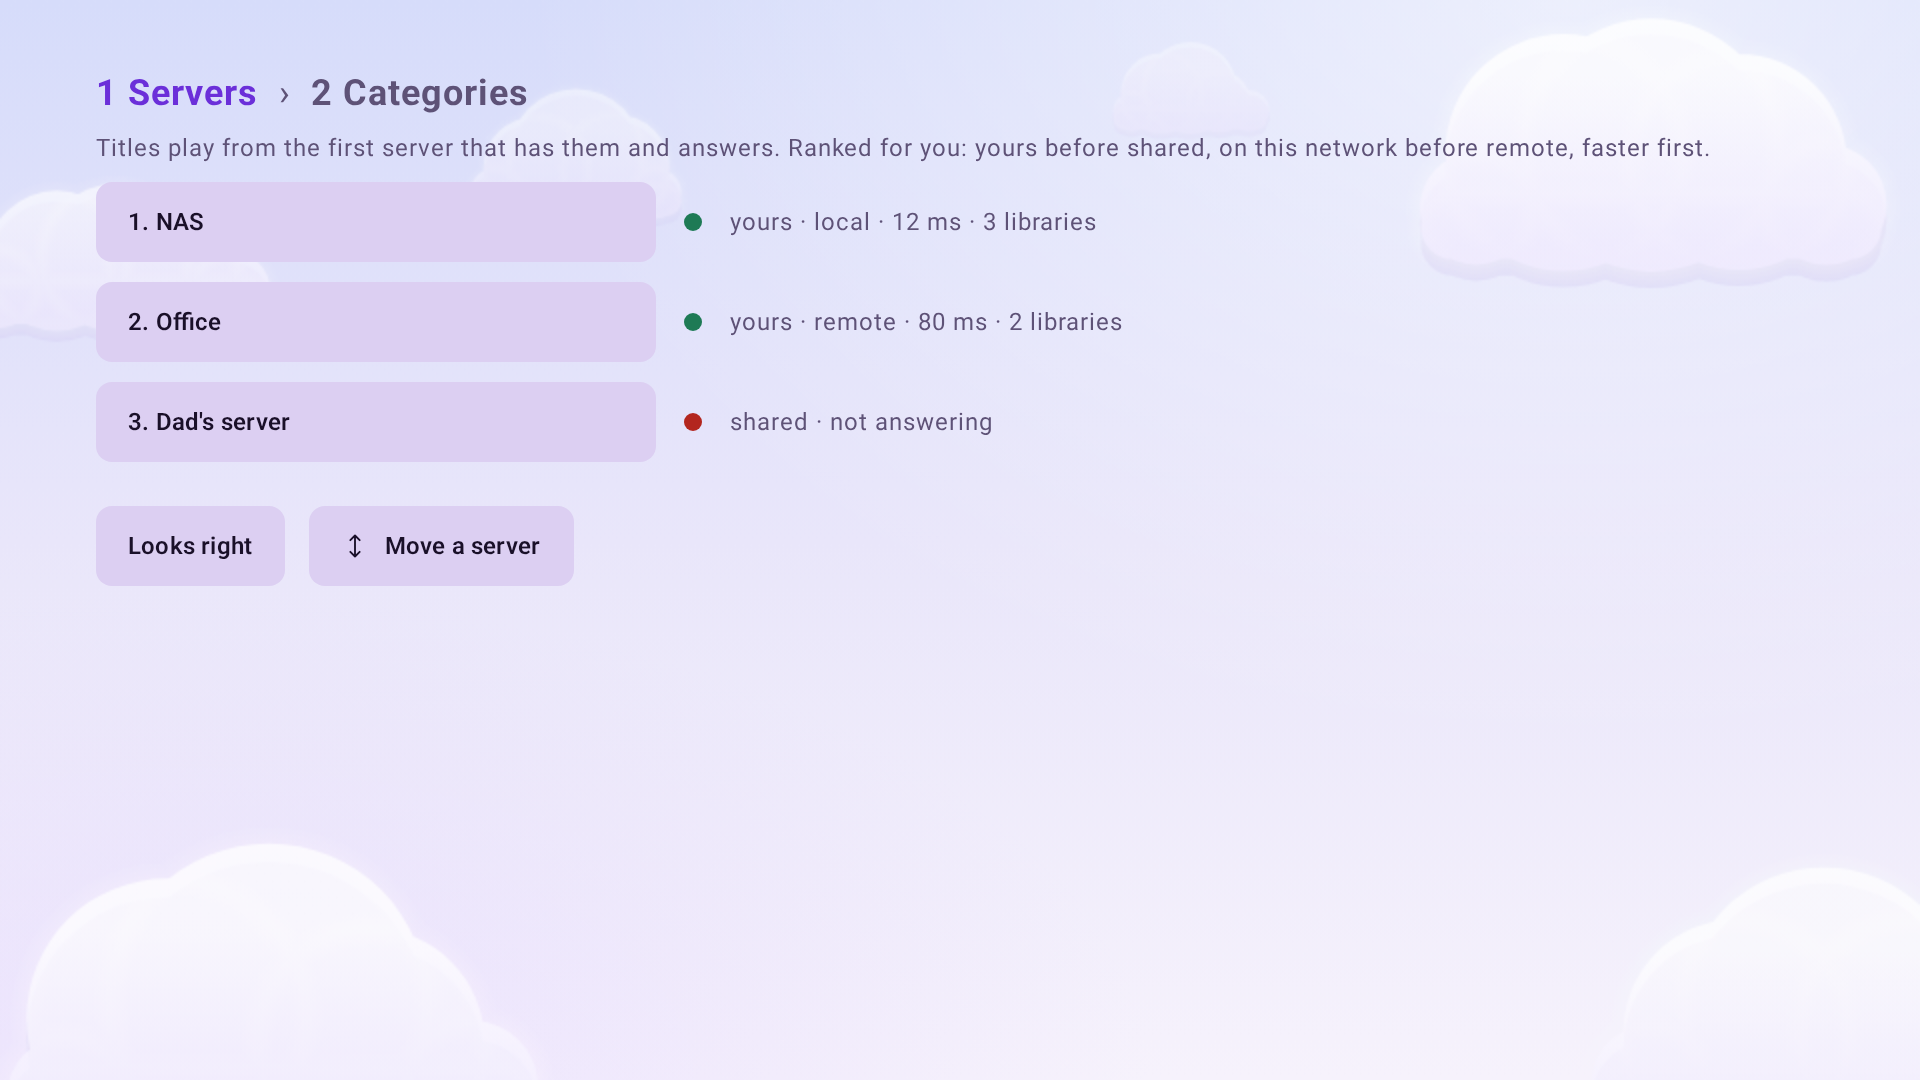 1 Servers › 2 Categories
Titles play from the first server that has them and answers. Ranked for you: yours before shared, on this network before remote, faster first.
1. NAS
yours · local · 12 ms · 3 libraries
2. Office
yours · remote · 80 ms · 2 libraries
3. Dad's server
shared · not answering
Looks right
↕ Move a server